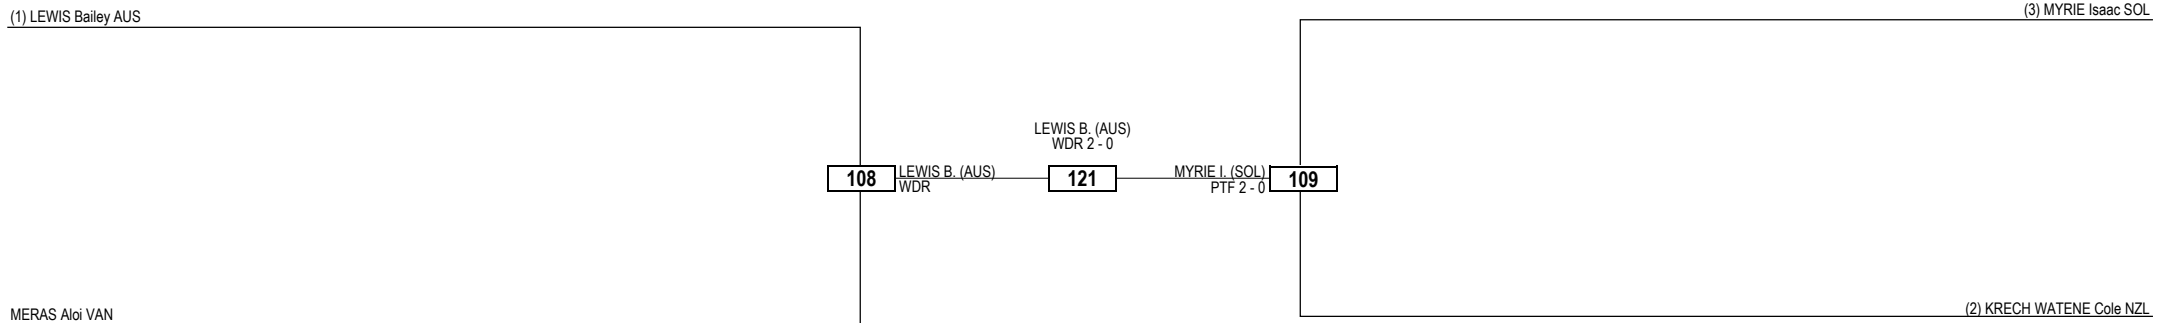 (1) LEWIS Bailey AUS
(3) MYRIE Isaac SOL
LEWIS B. (AUS)
WDR 2 - 0
108
LEWIS B. (AUS)
WDR
121
MYRIE I. (SOL)
PTF 2 - 0
109
MERAS Aloi VAN
(2) KRECH WATENE Cole NZL